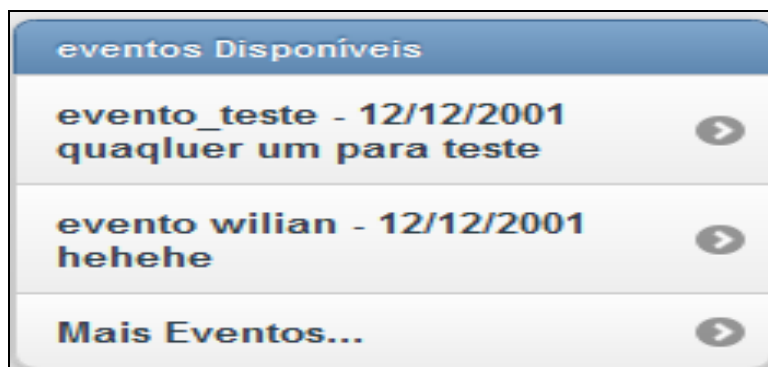 eventos Disponíveis
evento_teste - 12/12/2001
quaqluer um para teste
evento wilian - 12/12/2001
hehehe
Mais Eventos...